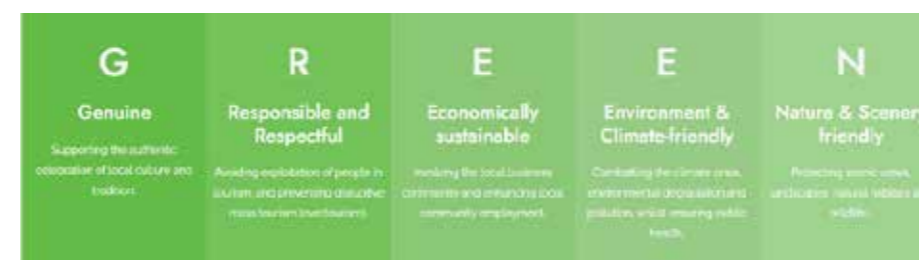 G
Genuine
Supporting the authentic
celebration of local culture and
tradition.
R
Responsible and
Respectful
Avoiding exploitation of people in
tourism and preventing disruptive
mass tourism (overtourism).
E
Economically
sustainable
Involving the local business
community and enhancing local
community employment.
E
Environment &
Climate-friendly
Combatting the climate crisis,
environmental degradation and
pollution, whilst ensuring public
health.
N
Nature & Scener
friendly
Protecting scenic views,
landscapes, natural habitats
wildlife.